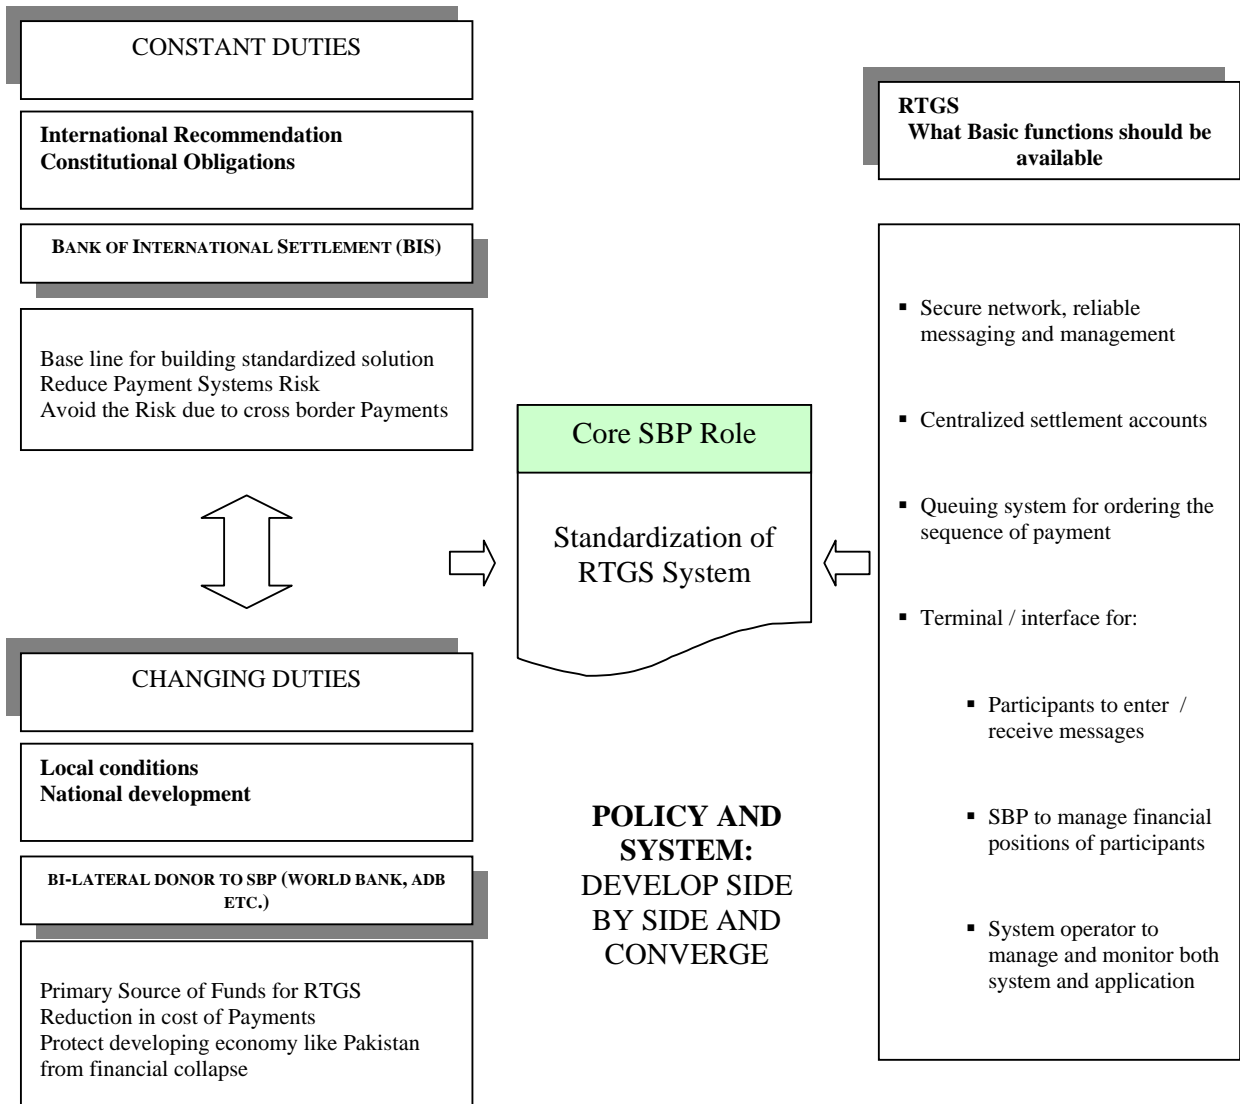 CONSTANT DUTIES
International Recommendation
Constitutional Obligations
BANK OF INTERNATIONAL SETTLEMENT (BIS)
Base line for building standardized solution
Reduce Payment Systems Risk
Avoid the Risk due to cross border Payments
CHANGING DUTIES
Local conditions
National development
BI-LATERAL DONOR TO SBP (WORLD BANK, ADB
ETC.)
Primary Source of Funds for RTGS
Reduction in cost of Payments
Protect developing economy like Pakistan
from financial collapse
Core SBP Role
Standardization of
RTGS System
POLICY AND
SYSTEM:
DEVELOP SIDE
BY SIDE AND
CONVERGE
RTGS
What Basic functions should be
available
▪ Secure network, reliable
messaging and management
▪ Centralized settlement accounts
▪ Queuing system for ordering the
sequence of payment
▪ Terminal / interface for:
▪ Participants to enter /
receive messages
▪ SBP to manage financial
positions of participants
▪ System operator to
manage and monitor both
system and application